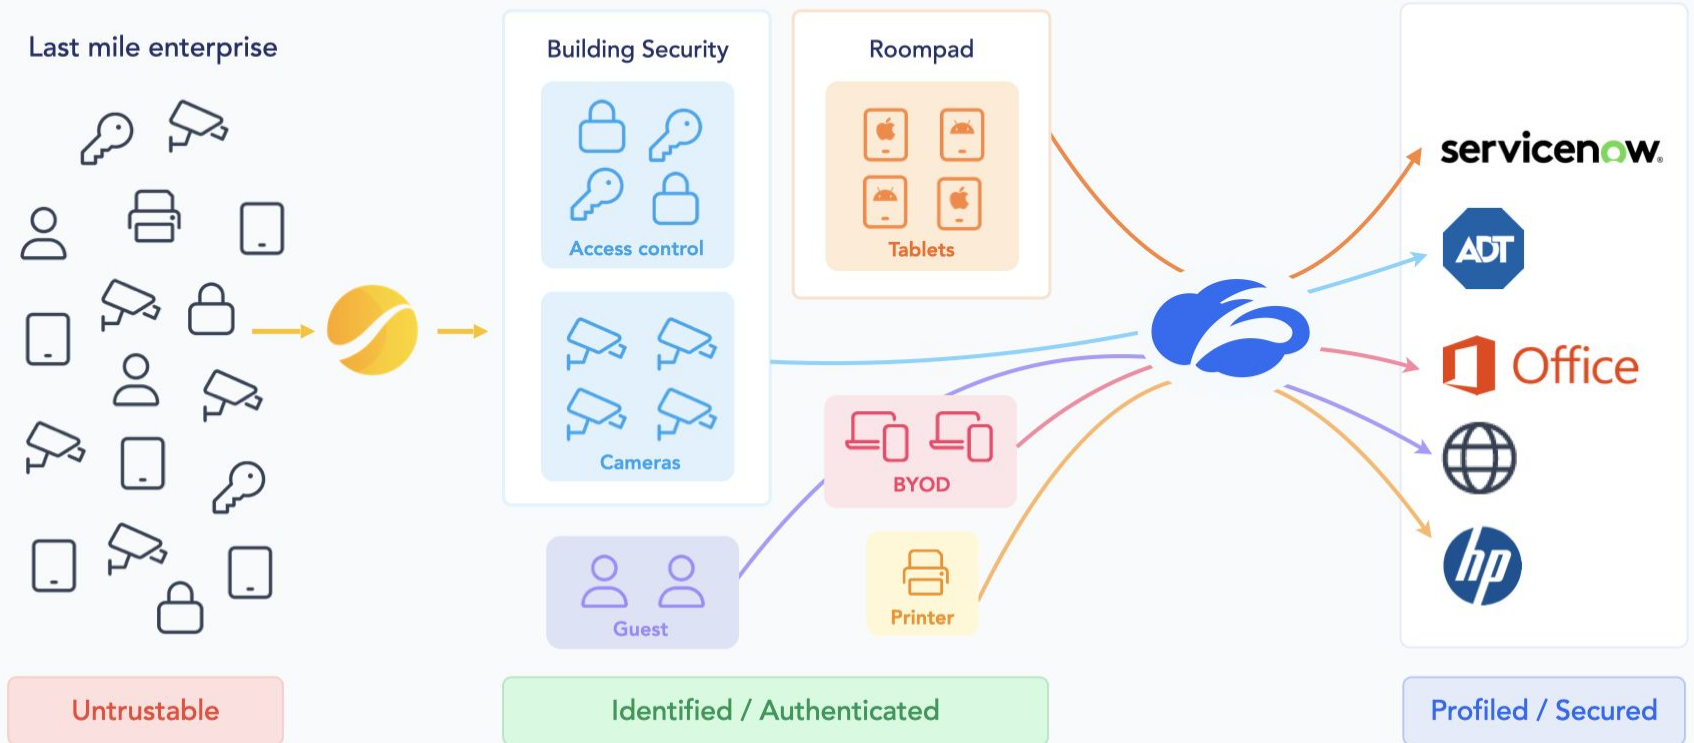 Last mile enterprise
Building Security
Access control
Cameras
Roompad
Tablets
BYOD
Guest
Printer
servicenow®
ADT
Office
hp
Untrustable
Identified / Authenticated
Profiled / Secured